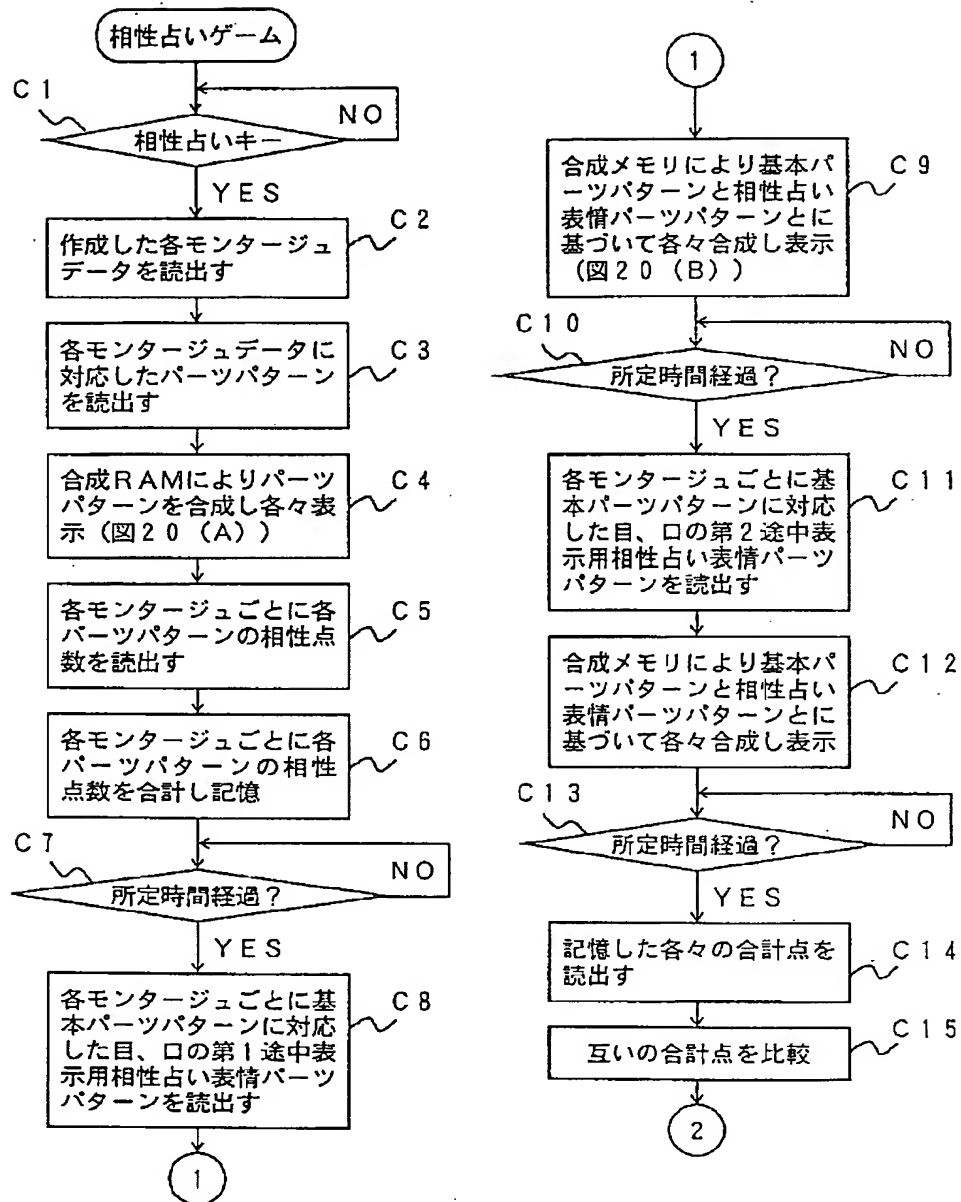 相性占いゲーム
C1
NO
相性占いキー
YES
C2
作成した各モンタージュ
データを読出す
C3
各モンタージュデータに
対応したパーツパターン
を読出す
C4
合成RAMによりパーツ
パターンを合成し各々表
示(図20(A))
C5
各モンタージュごとに各
パーツパターンの相性点
数を読出す
C6
各モンタージュごとに各
パーツパターンの相性
点数を合計し記憶
C7
NO
所定時間経過?
YES
C8
各モンタージュごとに基
本パーツパターンに対応
した目、口の第1途中表
示用相性占い表情パーツ
パターンを読出す
1
1
C9
合成メモリにより基本パ
ーツパターンと相性占い
表情パーツパターンとに
基づいて各々合成し表示
(図20(B))
C10
NO
所定時間経過?
YES
C11
各モンタージュごとに基
本パーツパターンに対応
した目、口の第2途中表
示用相性占い表情パーツ
パターンを読出す
C12
合成メモリにより基本パ
ーツパターンと相性占い
表情パーツパターンとに
基づいて各々合成し表示
C13
NO
所定時間経過?
YES
C14
記憶した各々の合計点を
読出す
C15
互いの合計点を比較
2